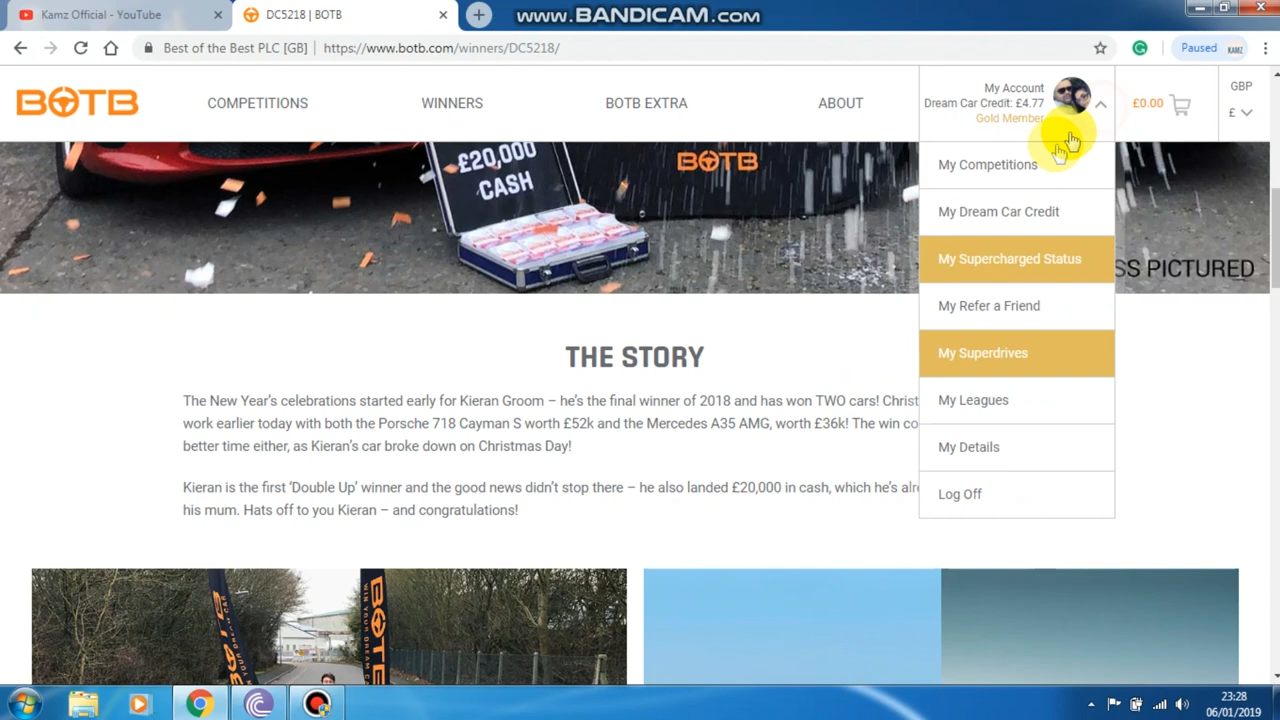 Kamz Official - YouTube
DC5218 | BOTB
www.BANDICAM.com
Best of the Best PLC [GB]
https://www.botb.com/winners/DC5218/
Paused
KAMZ
BOTB
COMPETITIONS
WINNERS
BOTB EXTRA
ABOUT
My Account
Dream Car Credit: £4.77
Gold Member
£0.00
GBP
£
£20,000
CASH
BOTB
SS PICTURED
My Competitions
My Dream Car Credit
My Supercharged Status
My Refer a Friend
My Superdrives
My Leagues
My Details
Log Off
THE STORY
The New Year's celebrations started early for Kieran Groom – he's the final winner of 2018 and has won TWO cars! Christ
work earlier today with both the Porsche 718 Cayman S worth £52k and the Mercedes A35 AMG, worth £36k! The win co
better time either, as Kieran's car broke down on Christmas Day!
Kieran is the first 'Double Up' winner and the good news didn't stop there – he also landed £20,000 in cash, which he's alr
his mum. Hats off to you Kieran – and congratulations!
BOTB
WIN YOUR DREAM CAR
23:28
06/01/2019